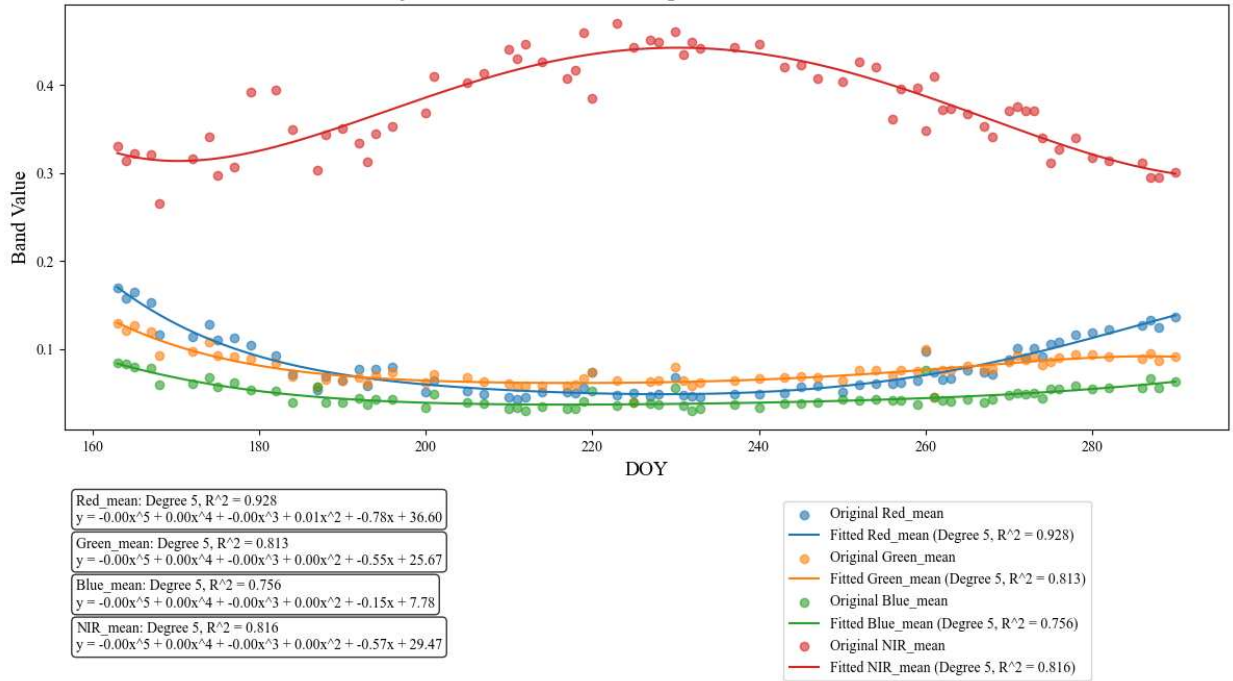 0.4
0.3
0.2
0.1
Band Value
160 180 200 220 240 260 280
DOY
Red_mean: Degree 5, R^2 = 0.928
y = -0.00x^5 + 0.00x^4 + -0.00x^3 + 0.01x^2 + -0.78x + 36.60
Green_mean: Degree 5, R^2 = 0.813
y = -0.00x^5 + 0.00x^4 + -0.00x^3 + 0.00x^2 + -0.55x + 25.67
Blue_mean: Degree 5, R^2 = 0.756
y = -0.00x^5 + 0.00x^4 + -0.00x^3 + 0.00x^2 + -0.15x + 7.78
NIR_mean: Degree 5, R^2 = 0.816
y = -0.00x^5 + 0.00x^4 + -0.00x^3 + 0.00x^2 + -0.57x + 29.47
Original Red_mean
Fitted Red_mean (Degree 5, R^2 = 0.928)
Original Green_mean
Fitted Green_mean (Degree 5, R^2 = 0.813)
Original Blue_mean
Fitted Blue_mean (Degree 5, R^2 = 0.756)
Original NIR_mean
Fitted NIR_mean (Degree 5, R^2 = 0.816)